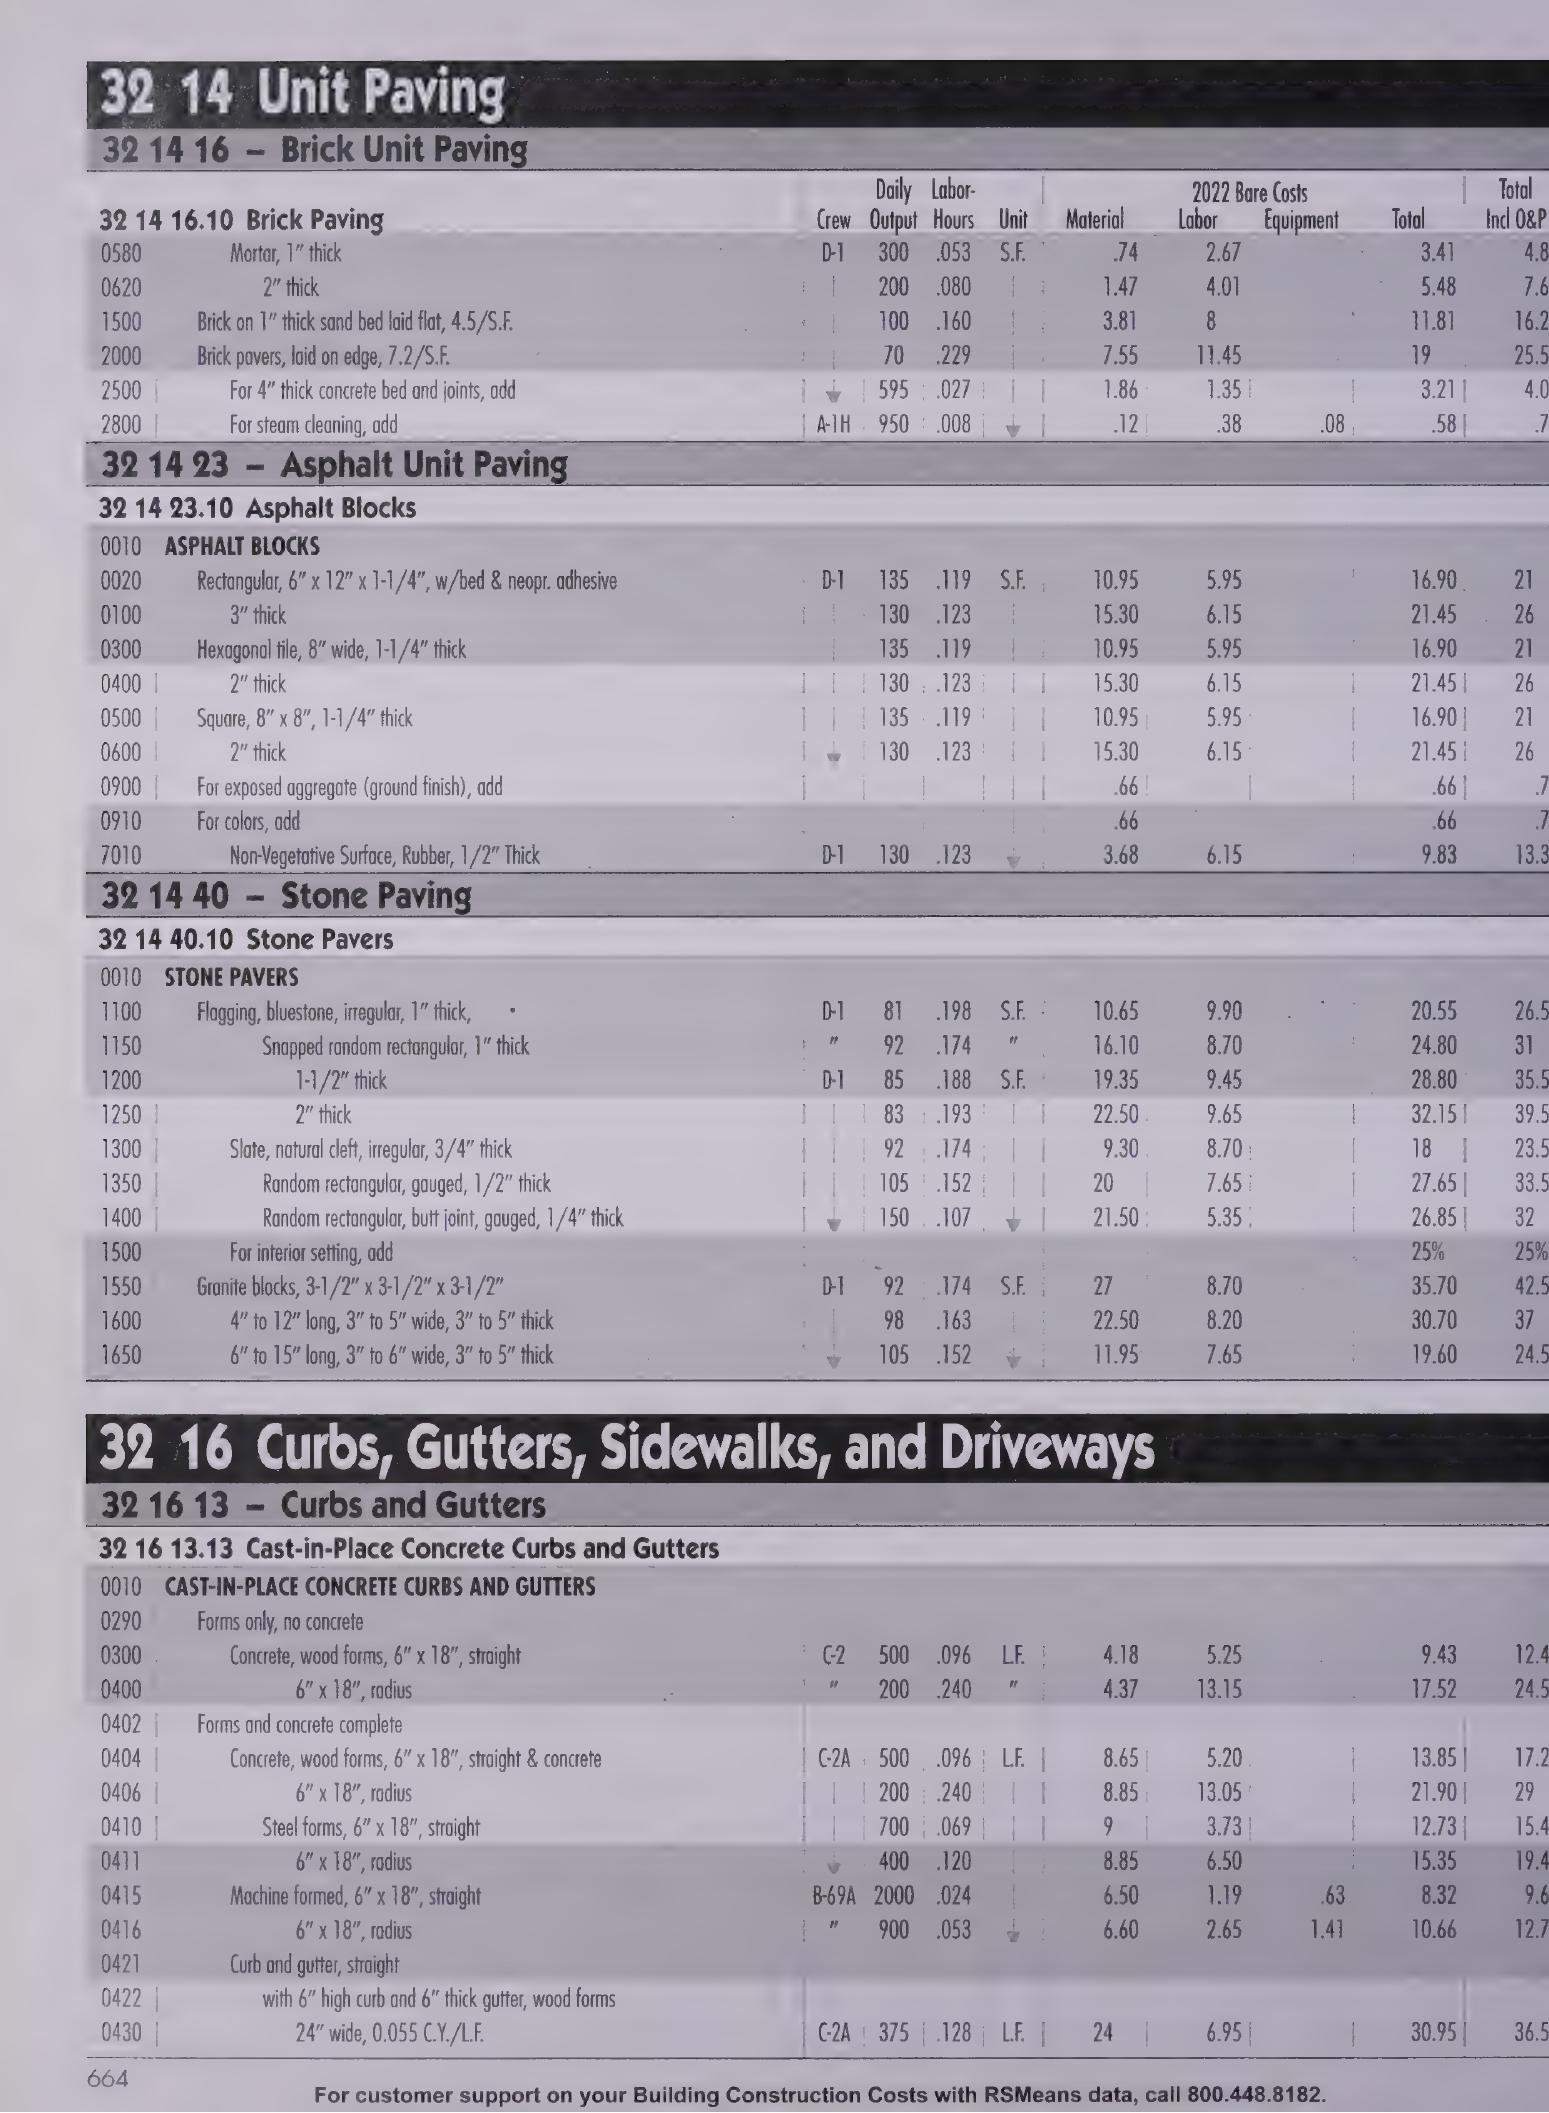 32 14 Unit Paving
32 14 16 – Brick Unit Paving
Daily Labor- 2022 Bare Costs Total
32 14 16.10 Brick Paving Crew Output Hours Unit Material Labor Equipment Total Incl O&P
0580 Mortar, 1" thick D-1 300 .053 S.F. .74 2.67 3.41 4.8
0620 2" thick 200 .080 1.47 4.01 5.48 7.6
1500 Brick on 1" thick sand bed laid flat, 4.5/S.F. 100 .160 3.81 8 11.81 16.2
2000 Brick pavers, laid on edge, 7.2/S.F. 70 .229 7.55 11.45 19 25.5
2500 For 4" thick concrete bed and joints, add 595 .027 1.86 1.35 3.21 4.0
2800 For steam cleaning, add A-1H 950 .008 .12 .38 .08 .58 .7
32 14 23 – Asphalt Unit Paving
32 14 23.10 Asphalt Blocks
0010 ASPHALT BLOCKS
0020 Rectangular, 6" x 12" x 1-1/4", w/bed & neopr. adhesive D-1 135 .119 S.F. 10.95 5.95 16.90 21
0100 3" thick 130 .123 15.30 6.15 21.45 26
0300 Hexagonal tile, 8" wide, 1-1/4" thick 135 .119 10.95 5.95 16.90 21
0400 2" thick 130 .123 15.30 6.15 21.45 26
0500 Square, 8" x 8", 1-1/4" thick 135 .119 10.95 5.95 16.90 21
0600 2" thick 130 .123 15.30 6.15 21.45 26
0900 For exposed aggregate (ground finish), add .66 .66 .7
0910 For colors, add .66 .66 .7
7010 Non-Vegetative Surface, Rubber, 1/2" Thick D-1 130 .123 3.68 6.15 9.83 13.3
32 14 40 – Stone Paving
32 14 40.10 Stone Pavers
0010 STONE PAVERS
1100 Flagging, bluestone, irregular, 1" thick, D-1 81 .198 S.F. 10.65 9.90 20.55 26.5
1150 Snapped random rectangular, 1" thick " 92 .174 " 16.10 8.70 24.80 31
1200 1-1/2" thick D-1 85 .188 S.F. 19.35 9.45 28.80 35.5
1250 2" thick 83 .193 22.50 9.65 32.15 39.5
1300 Slate, natural cleft, irregular, 3/4" thick 92 .174 9.30 8.70 18 23.5
1350 Random rectangular, gauged, 1/2" thick 105 .152 20 7.65 27.65 33.5
1400 Random rectangular, butt joint, gauged, 1/4" thick 150 .107 21.50 5.35 26.85 32
1500 For interior setting, add 25% 25%
1550 Granite blocks, 3-1/2" x 3-1/2" x 3-1/2" D-1 92 .174 S.F. 27 8.70 35.70 42.5
1600 4" to 12" long, 3" to 5" wide, 3" to 5" thick 98 .163 22.50 8.20 30.70 37
1650 6" to 15" long, 3" to 6" wide, 3" to 5" thick 105 .152 11.95 7.65 19.60 24.5
32 16 Curbs, Gutters, Sidewalks, and Driveways
32 16 13 – Curbs and Gutters
32 16 13.13 Cast-in-Place Concrete Curbs and Gutters
0010 CAST-IN-PLACE CONCRETE CURBS AND GUTTERS
0290 Forms only, no concrete
0300 Concrete, wood forms, 6" x 18", straight C-2 500 .096 L.F. 4.18 5.25 9.43 12.4
0400 6" x 18", radius " 200 .240 " 4.37 13.15 17.52 24.5
0402 Forms and concrete complete
0404 Concrete, wood forms, 6" x 18", straight & concrete C-2A 500 .096 L.F. 8.65 5.20 13.85 17.2
0406 6" x 18", radius 200 .240 8.85 13.05 21.90 29
0410 Steel forms, 6" x 18", straight 700 .069 9 3.73 12.73 15.4
0411 6" x 18", radius 400 .120 8.85 6.50 15.35 19.4
0415 Machine formed, 6" x 18", straight B-69A 2000 .024 6.50 1.19 .63 8.32 9.6
0416 6" x 18", radius " 900 .053 6.60 2.65 1.41 10.66 12.7
0421 Curb and gutter, straight
0422 with 6" high curb and 6" thick gutter, wood forms
0430 24" wide, 0.055 C.Y./L.F. C-2A 375 .128 L.F. 24 6.95 30.95 36.5
664
For customer support on your Building Construction Costs with RSMeans data, call 800.448.8182.